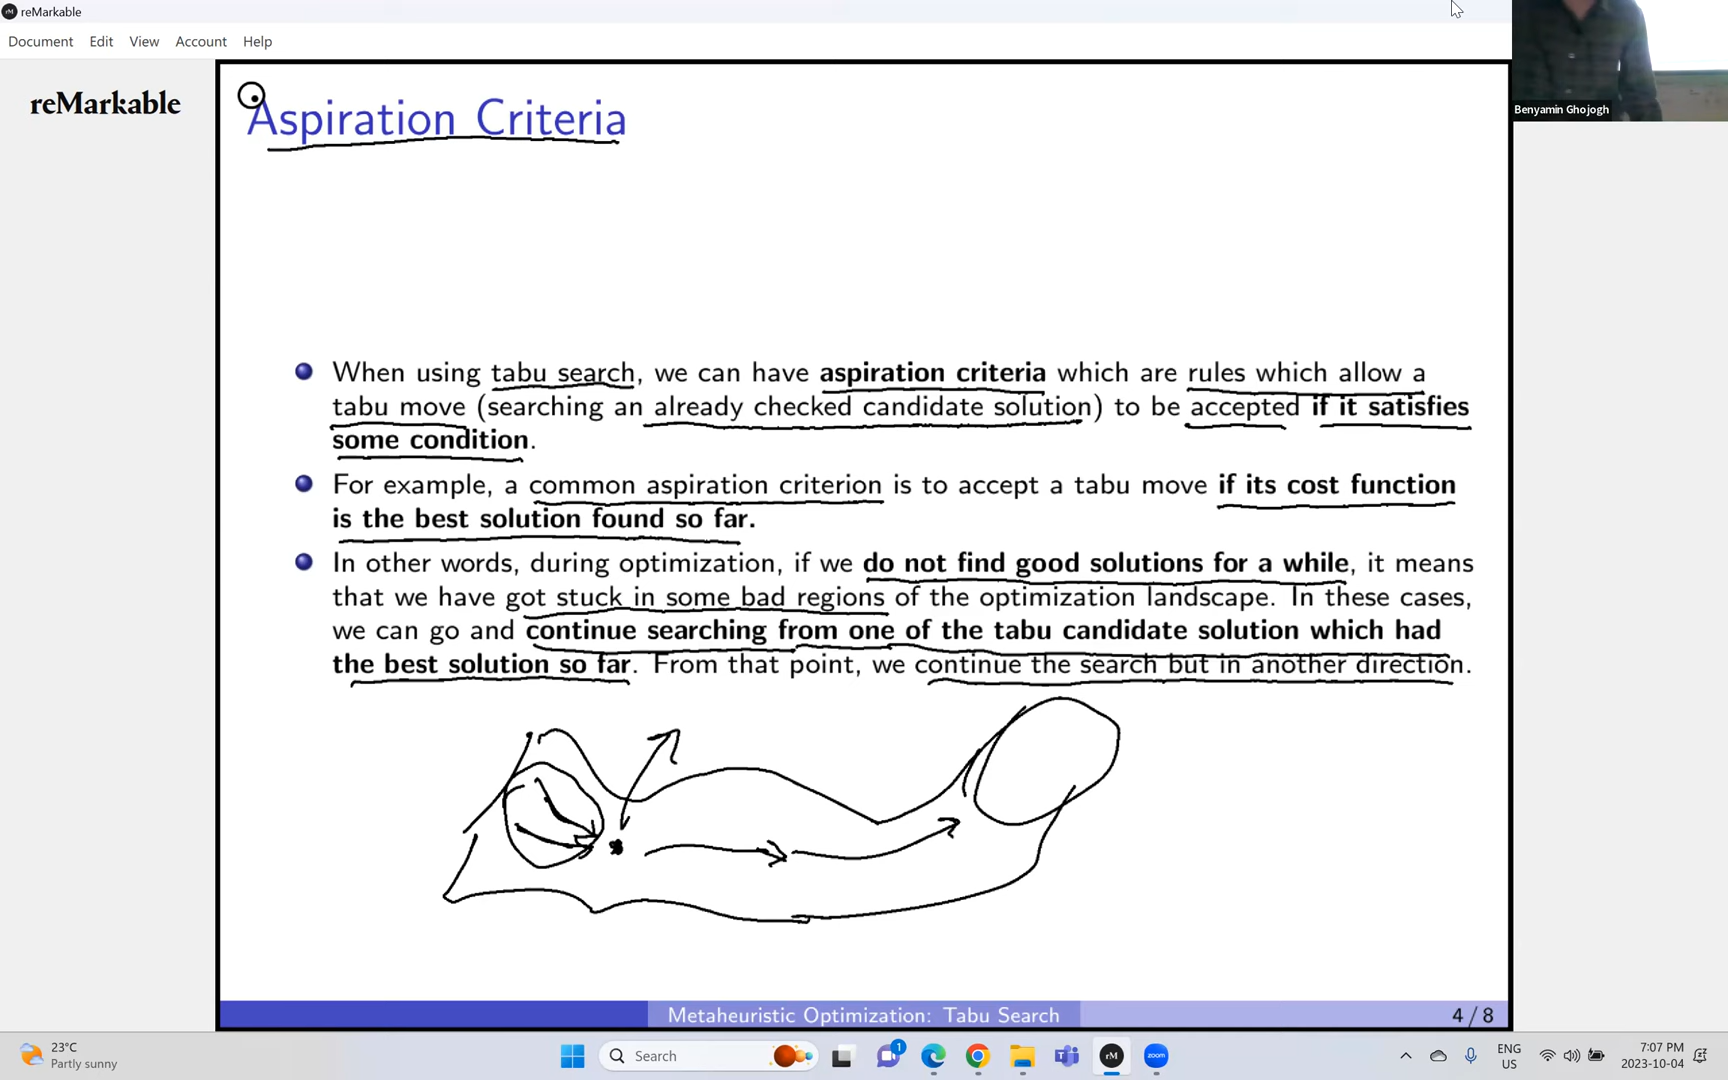 reMarkable
Document Edit View Account Help
reMarkable
Benyamin Ghojogh
Aspiration Criteria
When using tabu search, we can have aspiration criteria which are rules which allow a
tabu move (searching an already checked candidate solution) to be accepted if it satisfies
some condition.
For example, a common aspiration criterion is to accept a tabu move if its cost function
is the best solution found so far.
In other words, during optimization, if we do not find good solutions for a while, it means
that we have got stuck in some bad regions of the optimization landscape. In these cases,
we can go and continue searching from one of the tabu candidate solution which had
the best solution so far. From that point, we continue the search but in another direction.
Metaheuristic Optimization: Tabu Search 4 / 8
23°C
Partly sunny
Search
1
rM
zoom
ENG
US
7:07 PM
2023-10-04